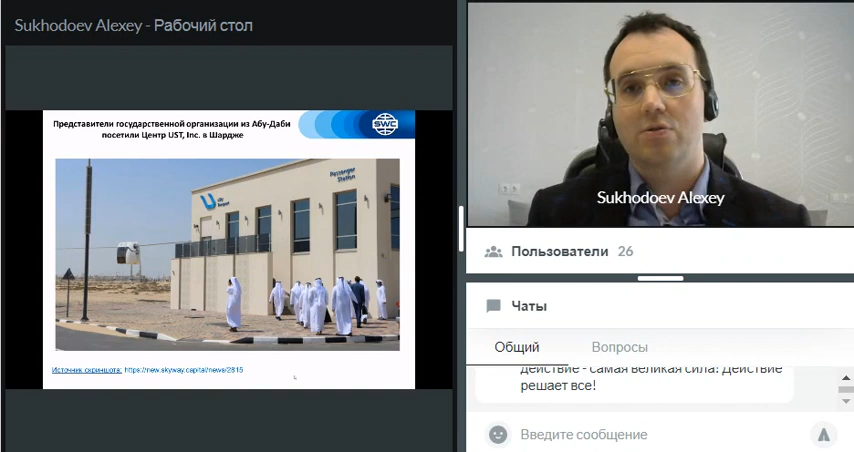 Sukhodoev Alexey - Рабочий стол
Представители государственной организации из Абу-Даби
посетили Центр UST, Inc. в Шардже
SWC
Passenger
Station
Источник скриншота: https://new.skyway.capital/news/2815
Sukhodoev Alexey
Пользователи 26
Чаты
Общий Вопросы
действие - самая великая сила! Действие
решает все!
Введите сообщение